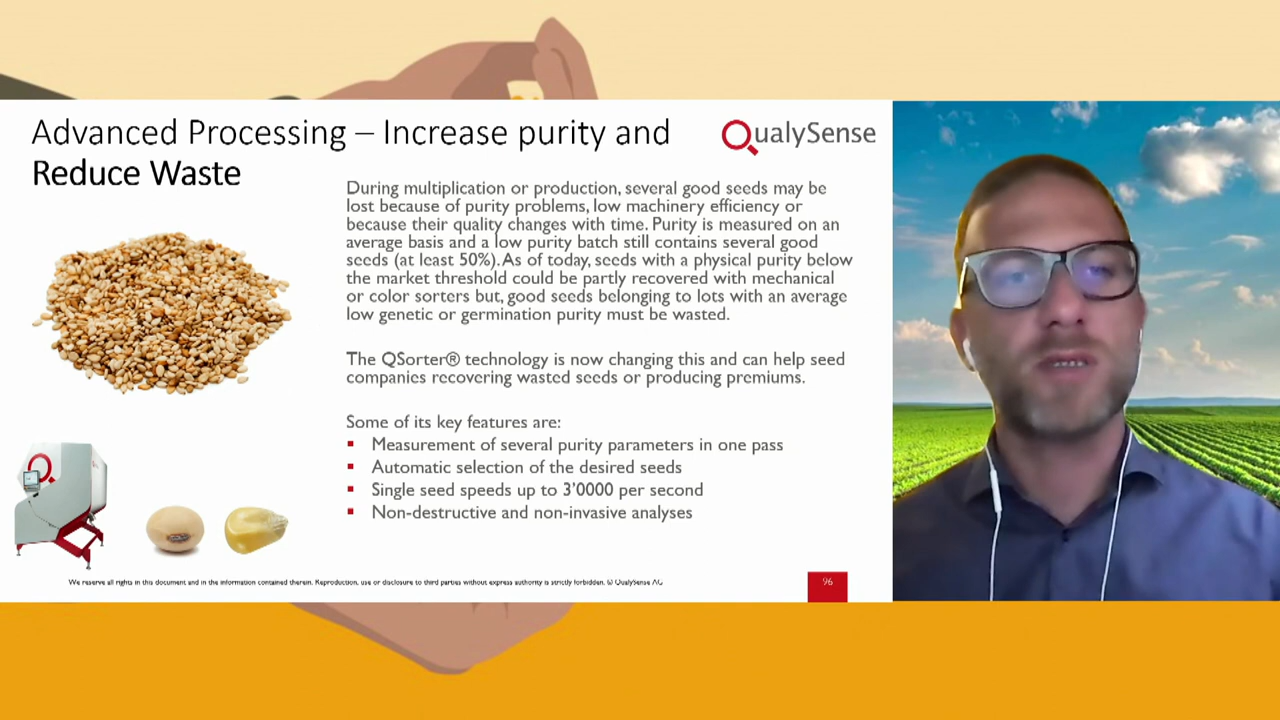 Advanced Processing – Increase purity and
Reduce Waste
QualySense
During multiplication or production, several good seeds may be
lost because of purity problems, low machinery efficiency or
because their quality changes with time. Purity is measured on an
average basis and a low purity batch still contains several good
seeds (at least 50%). As of today, seeds with a physical purity below
the market threshold could be partly recovered with mechanical
or color sorters but, good seeds belonging to lots with an average
low genetic or germination purity must be wasted.
The QSorter® technology is now changing this and can help seed
companies recovering wasted seeds or producing premiums.
Some of its key features are:
Measurement of several purity parameters in one pass
Automatic selection of the desired seeds
Single seed speeds up to 3'0000 per second
Non-destructive and non-invasive analyses
We reserve all rights in this document and in the information contained therein. Reproduction, use or disclosure to third parties without express authority is strictly forbidden. © QualySense AG
96